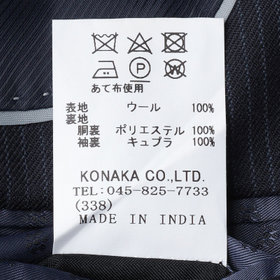 あて布使用
表地 ウール 100%
裏地
胴裏 ポリエステル 100%
袖裏 キュプラ 100%
KONAKA CO.,LTD.
TEL:045-825-7733
(338)
MADE IN INDIA